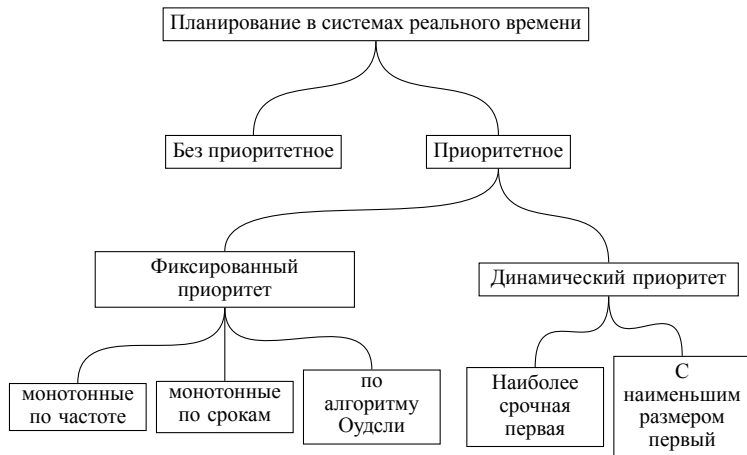 Планирование в системах реального времени
Без приоритетное
Приоритетное
Фиксированный
приоритет
Динамический приоритет
монотонные
по частоте
монотонные
по срокам
по
алгоритму
Оудсли
Наиболее
срочная
первая
С
наименьшим
размером
первый